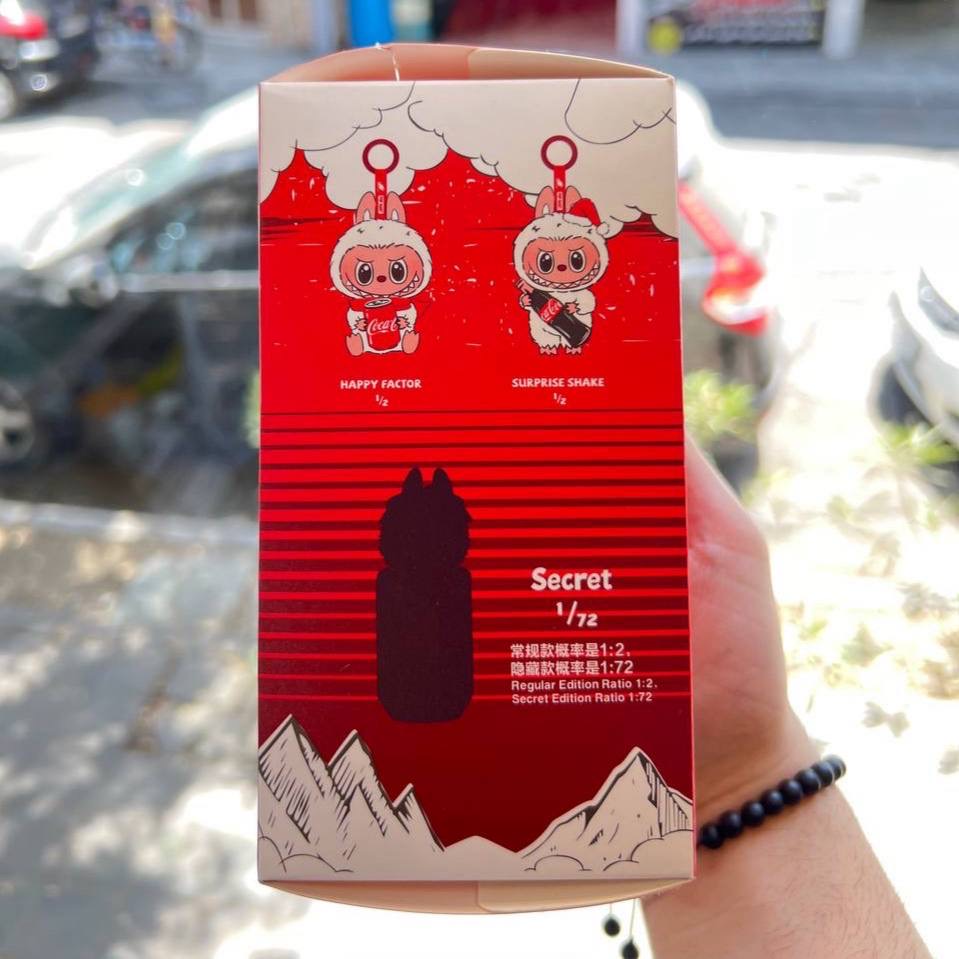 Coca-C
Coca-C
HAPPY FACTOR
1/2
SURPRISE SHAKE
1/2
Secret
1/72
常规款概率是1:2.
隐藏款概率是1:72
Regular Edition Ratio 1:2.
Secret Edition Ratio 1:72